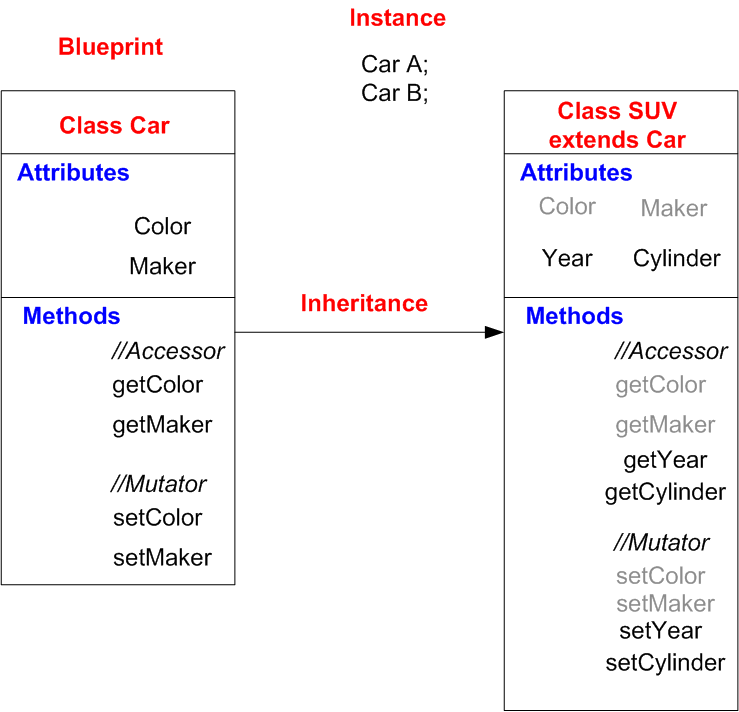 Blueprint
Instance
Car A;
Car B;
Class Car
Attributes
Color
Maker
Methods
//Accessor
getColor
getMaker
//Mutator
setColor
setMaker
Inheritance
Class SUV
extends Car
Attributes
Color Maker
Year Cylinder
Methods
//Accessor
getColor
getMaker
getYear
getCylinder
//Mutator
setColor
setMaker
setYear
setCylinder